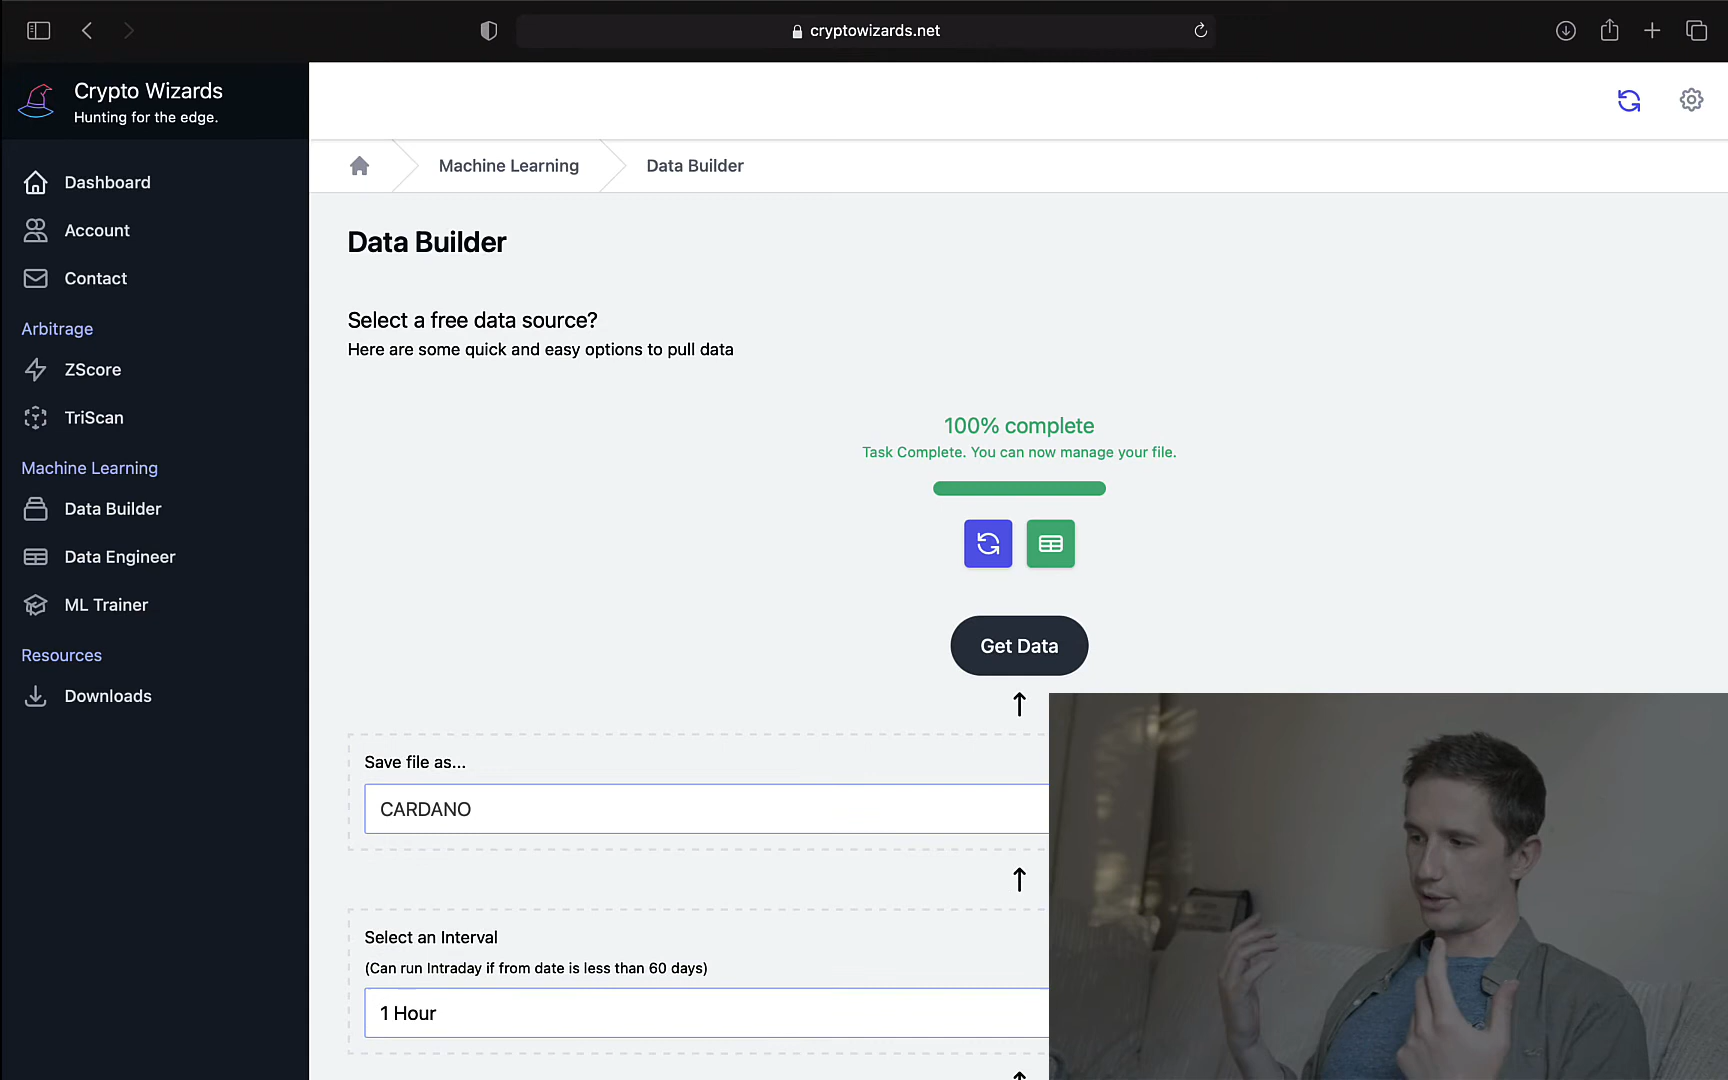 cryptowizards.net
Crypto Wizards
Hunting for the edge.
Dashboard
Account
Contact
Arbitrage
ZScore
TriScan
Machine Learning
Data Builder
Data Engineer
ML Trainer
Resources
Downloads
Machine Learning
Data Builder
Data Builder
Select a free data source?
Here are some quick and easy options to pull data
100% complete
Task Complete. You can now manage your file.
Get Data
Save file as...
CARDANO
Select an Interval
(Can run Intraday if from date is less than 60 days)
1 Hour